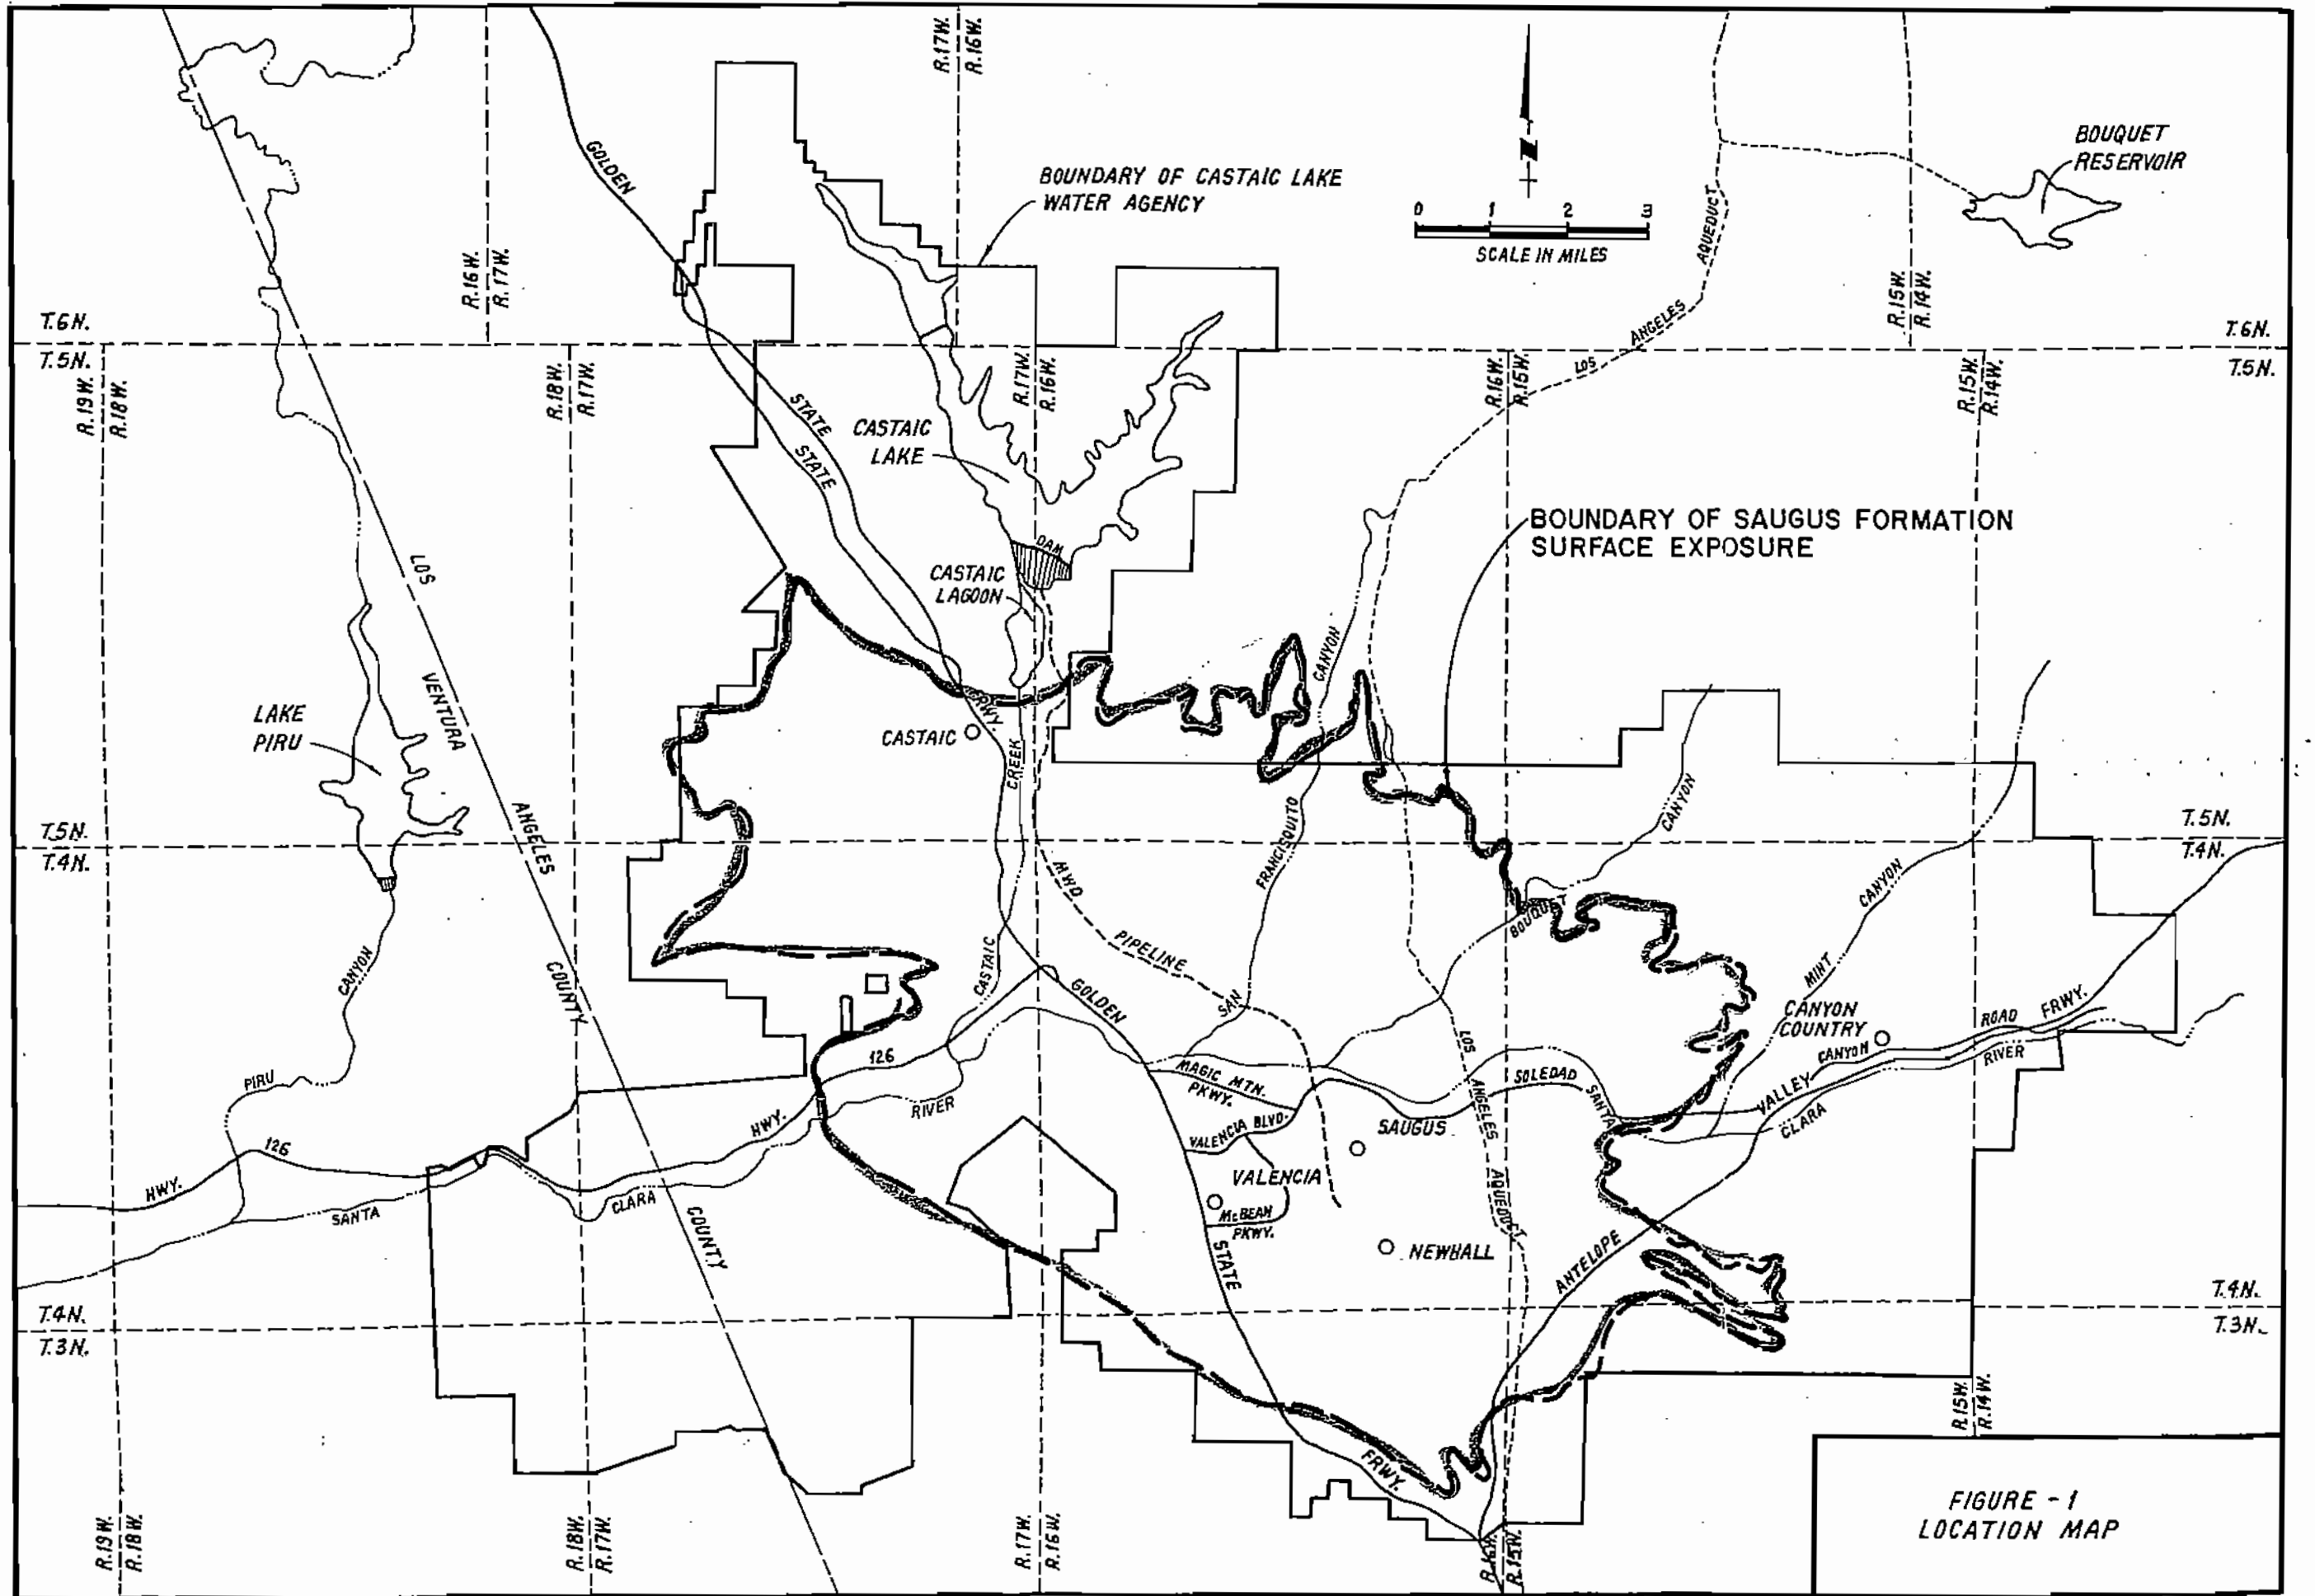 R.17W.
R.16W.
GOLDEN
BOUNDARY OF CASTAIC LAKE
WATER AGENCY
0 1 2 3
SCALE IN MILES
N
AQUEDUCT
BOUQUET
RESERVOIR
R.16W.
R.17W.
R.15W.
R.14W.
T.6N.
T.5N.
T.6N.
T.5N.
ANGELES
LOS
R.19W.
R.18W.
R.18W.
R.17W.
STATE
STATE
CASTAIC
LAKE
R.17W.
R.16W.
R.16W.
R.15W.
R.15W.
R.14W.
BOUNDARY OF SAUGUS FORMATION
SURFACE EXPOSURE
DAM
CASTAIC
LAGOON
LOS
ANGELES
COUNTY
VENTURA
COUNTY
LAKE
PIRU
CASTAIC
FRWY.
CREEK
CANYON
FRANCISQUITO
CANYON
T.5N.
T.4N.
T.5N.
T.4N.
MWD
PIPELINE
BOUQUET
CANYON
MINT
CANYON
CASTAIC
GOLDEN
SAN
CANYON
COUNTRY
CANYON
ROAD
FRWY.
RIVER
126
PIRU
RIVER
HWY.
MAGIC MTN.
PKWY.
LOS
ANGELES
AQUEDUCT
SOLEDAD
SANTA
VALLEY
CLARA
VALENCIA BLVD.
SAUGUS
VALENCIA
McBEAN
PKWY.
NEWHALL
STATE
ANTELOPE
HWY.
126
SANTA
CLARA
T.4N.
T.3N.
T.4N.
T.3N.
FRWY.
R.15W.
R.14W.
R.19W.
R.18W.
R.18W.
R.17W.
R.17W.
R.16W.
R.16W.
R.15W.
FIGURE - 1
LOCATION MAP